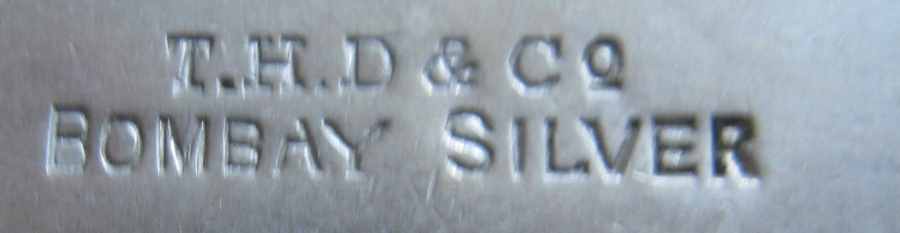 T.H.D & Cº
BOMBAY SILVER